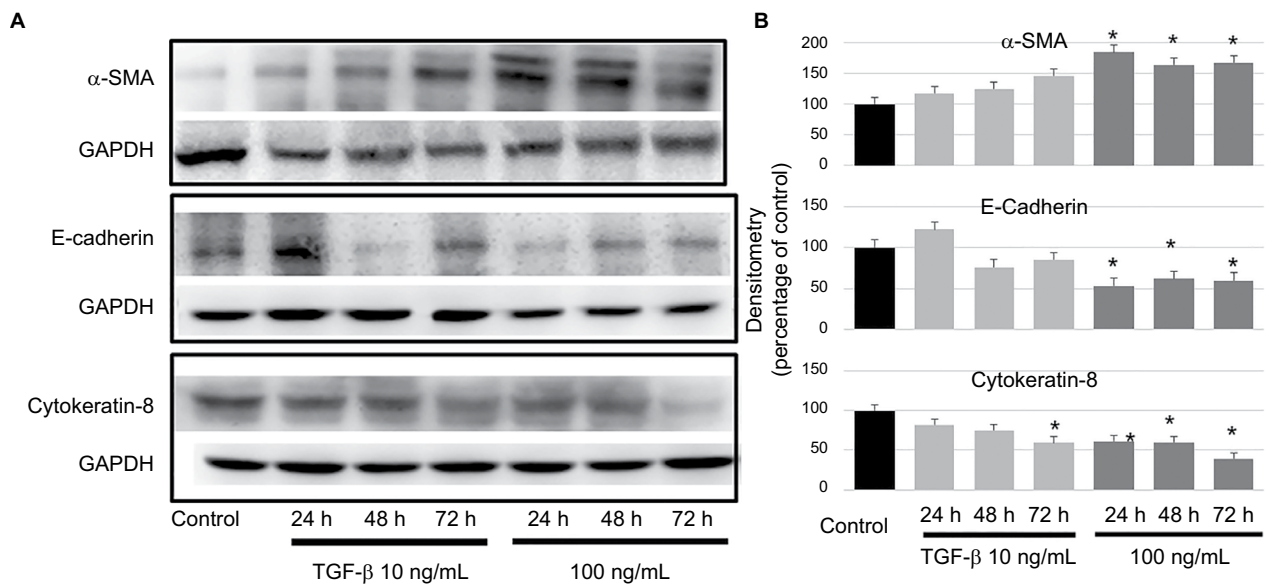 A
α-SMA
GAPDH
E-cadherin
GAPDH
Cytokeratin-8
GAPDH
Control 24 h 48 h 72 h 24 h 48 h 72 h
TGF-β 10 ng/mL 100 ng/mL
B
Densitometry
(percentage of control)
α-SMA
200
150
100
50
0
* * *
E-Cadherin
150
100
50
0
* * *
Cytokeratin-8
150
100
50
0
* * * *
Control 24 h 48 h 72 h 24 h 48 h 72 h
TGF-β 10 ng/mL 100 ng/mL